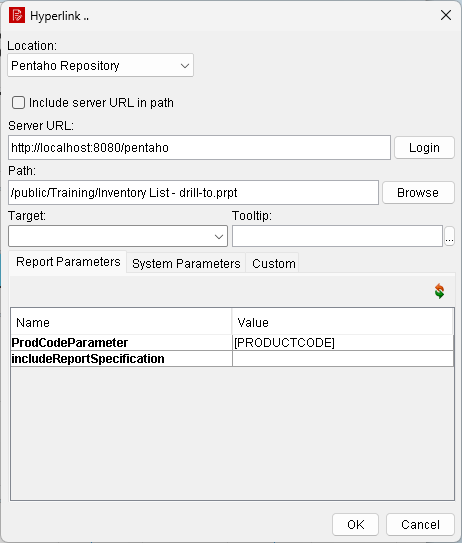 Hyperlink ..
Location:
Pentaho Repository
Include server URL in path
Server URL:
http://localhost:8080/pentaho
Login
Path:
/public/Training/Inventory List - drill-to.prpt
Browse
Target:
Tooltip:
...
Report Parameters
System Parameters
Custom
Name
Value
ProdCodeParameter
[PRODUCTCODE]
includeReportSpecification
OK
Cancel